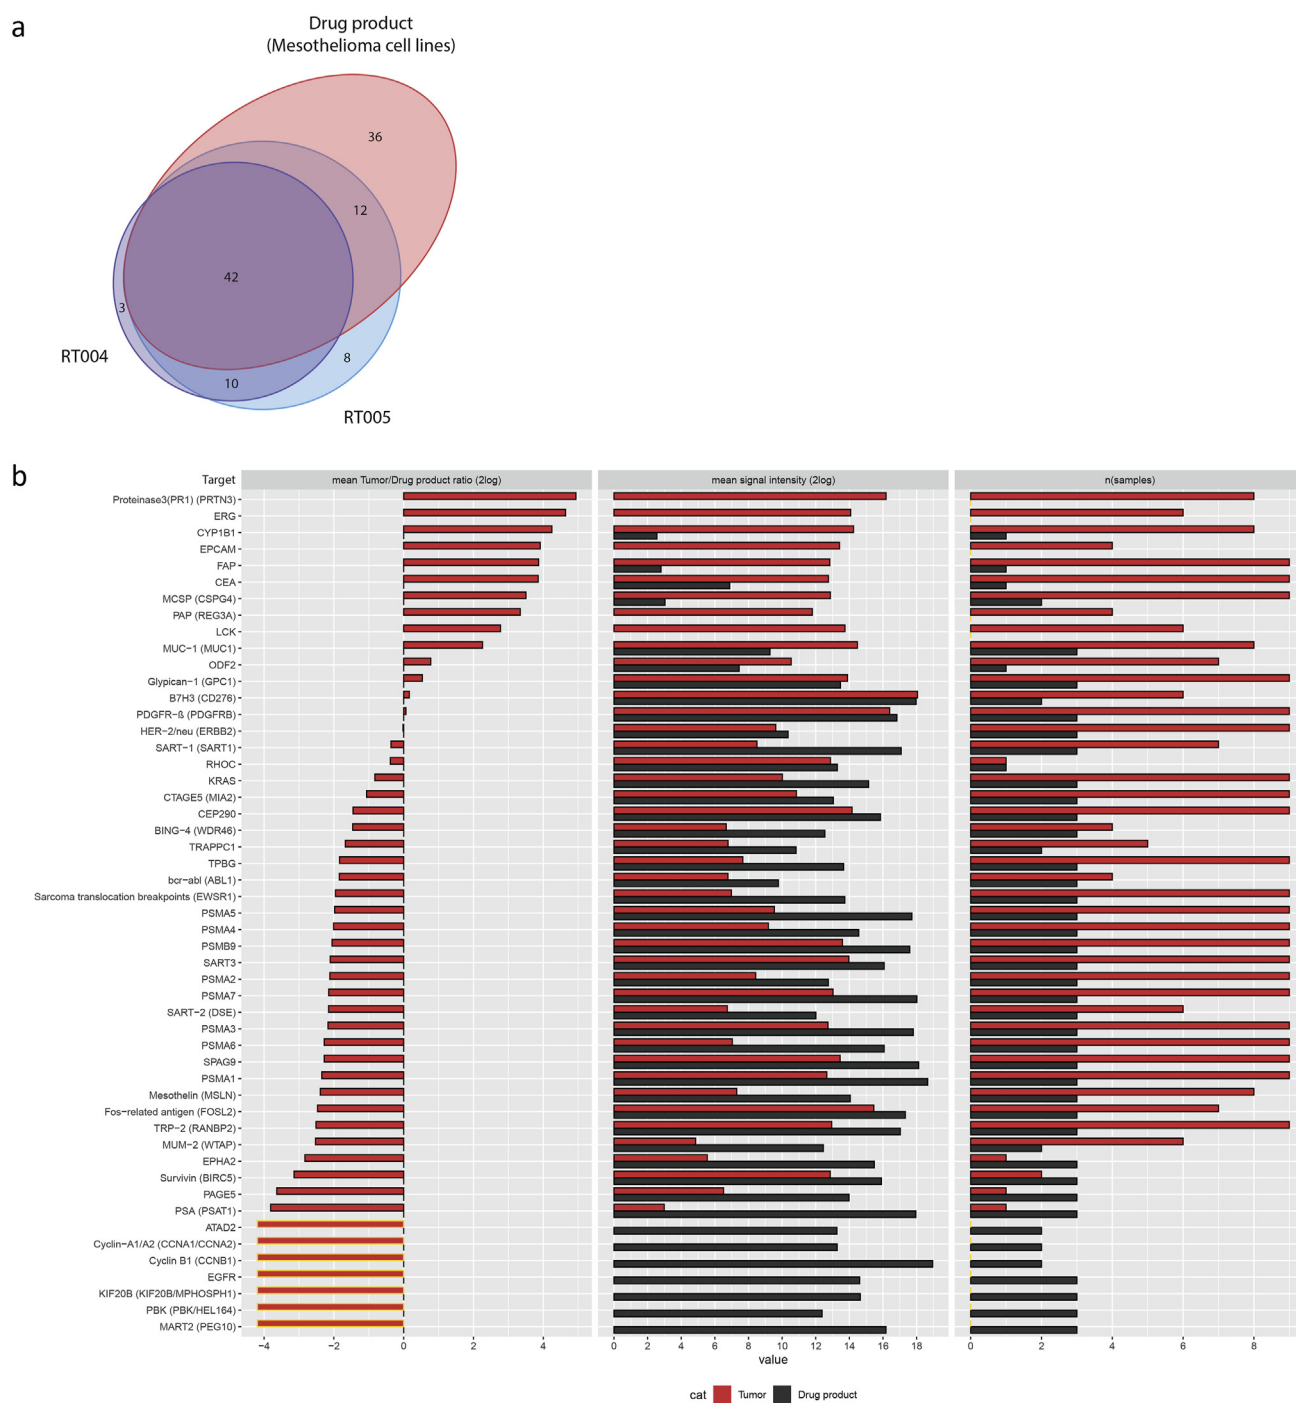 a
Drug product
(Mesothelioma cell lines)
36
12
42
3
8
10
RT004
RT005
b
Target
mean Tumor/Drug product ratio (2log)
mean signal intensity (2log)
n(samples)
Proteinase3(PR1) (PRTN3)
ERG
CYP1B1
EPCAM
FAP
CEA
MCSP (CSPG4)
PAP (REG3A)
LCK
MUC-1 (MUC1)
ODF2
Glypican-1 (GPC1)
B7H3 (CD276)
PDGFR-ß (PDGFRB)
HER-2/neu (ERBB2)
SART-1 (SART1)
RHOC
KRAS
CTAGE5 (MIA2)
CEP290
BING-4 (WDR46)
TRAPPC1
TPBG
bcr-abl (ABL1)
Sarcoma translocation breakpoints (EWSR1)
PSMA5
PSMA4
PSMB9
SART3
PSMA2
PSMA7
SART-2 (DSE)
PSMA3
PSMA6
SPAG9
PSMA1
Mesothelin (MSLN)
Fos-related antigen (FOSL2)
TRP-2 (RANBP2)
MUM-2 (WTAP)
EPHA2
Survivin (BIRC5)
PAGE5
PSA (PSAT1)
ATAD2
Cyclin-A1/A2 (CCNA1/CCNA2)
Cyclin B1 (CCNB1)
EGFR
KIF20B (KIF20B/MPHOSPH1)
PBK (PBK/HEL164)
MART2 (PEG10)
−4 −2 0 2 4
0 2 4 6 8 10 12 14 16 18
0 2 4 6 8
value
cat Tumor Drug product